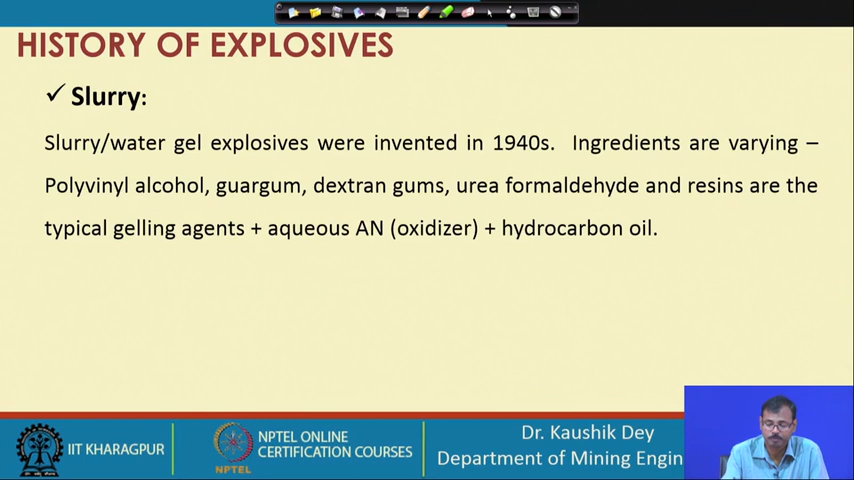 HISTORY OF EXPLOSIVES
✓ Slurry:
Slurry/water gel explosives were invented in 1940s. Ingredients are varying –
Polyvinyl alcohol, guargum, dextran gums, urea formaldehyde and resins are the
typical gelling agents + aqueous AN (oxidizer) + hydrocarbon oil.
IIT KHARAGPUR
NPTEL
NPTEL ONLINE
CERTIFICATION COURSES
Dr. Kaushik Dey
Department of Mining Engin